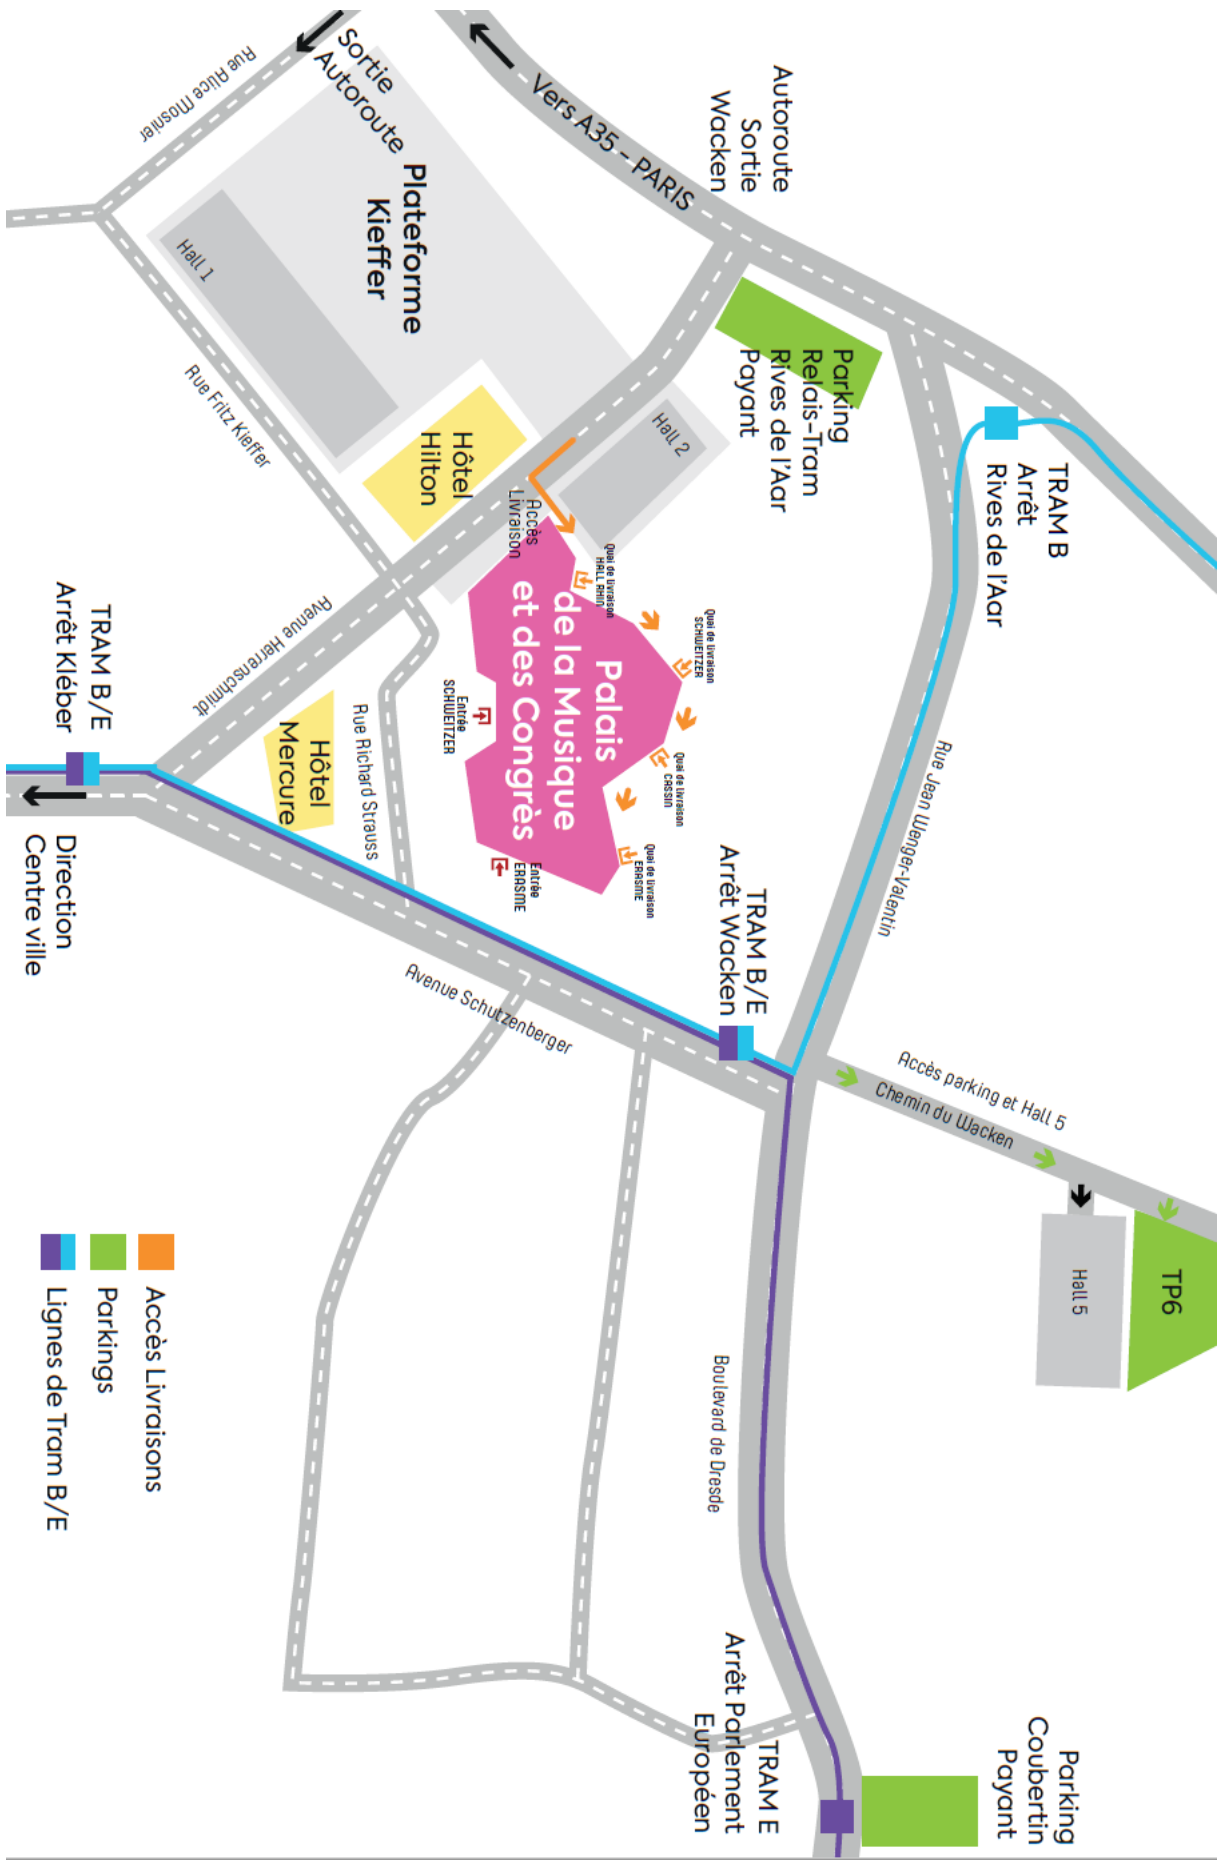 Sortie
Autoroute
Rue Alice Mosnier
Vers A35 - PARIS
Autoroute
Sortie
Wacken
Plateforme
Kieffer
Hall 1
Rue Fritz Kieffer
Hôtel
Hilton
Hall 2
Parking
Relais-Tram
Rives de l'Aar
Payant
TRAM B
Arrêt
Rives de l'Aar
Accès
Livraison
Quai de livraison
HALL RHIN
Quai de livraison
SCHWEITZER
Quai de livraison
CASSIN
Quai de livraison
ERASME
Palais
de la Musique
et des Congrès
Entrée
SCHWEITZER
Entrée
ERASME
Avenue Herrenschmidt
TRAM B/E
Arrêt Kléber
Hôtel
Mercure
Rue Richard Strauss
Direction
Centre ville
Rue Jean Wenger-Valentin
TRAM B/E
Arrêt Wacken
Avenue Schutzenberger
Accès parking et Hall 5
Chemin du Wacken
Hall 5
TP6
Boulevard de Dresde
TRAM E
Arrêt Parlement
Européen
Parking
Coubertin
Payant
Accès Livraisons
Parkings
Lignes de Tram B/E